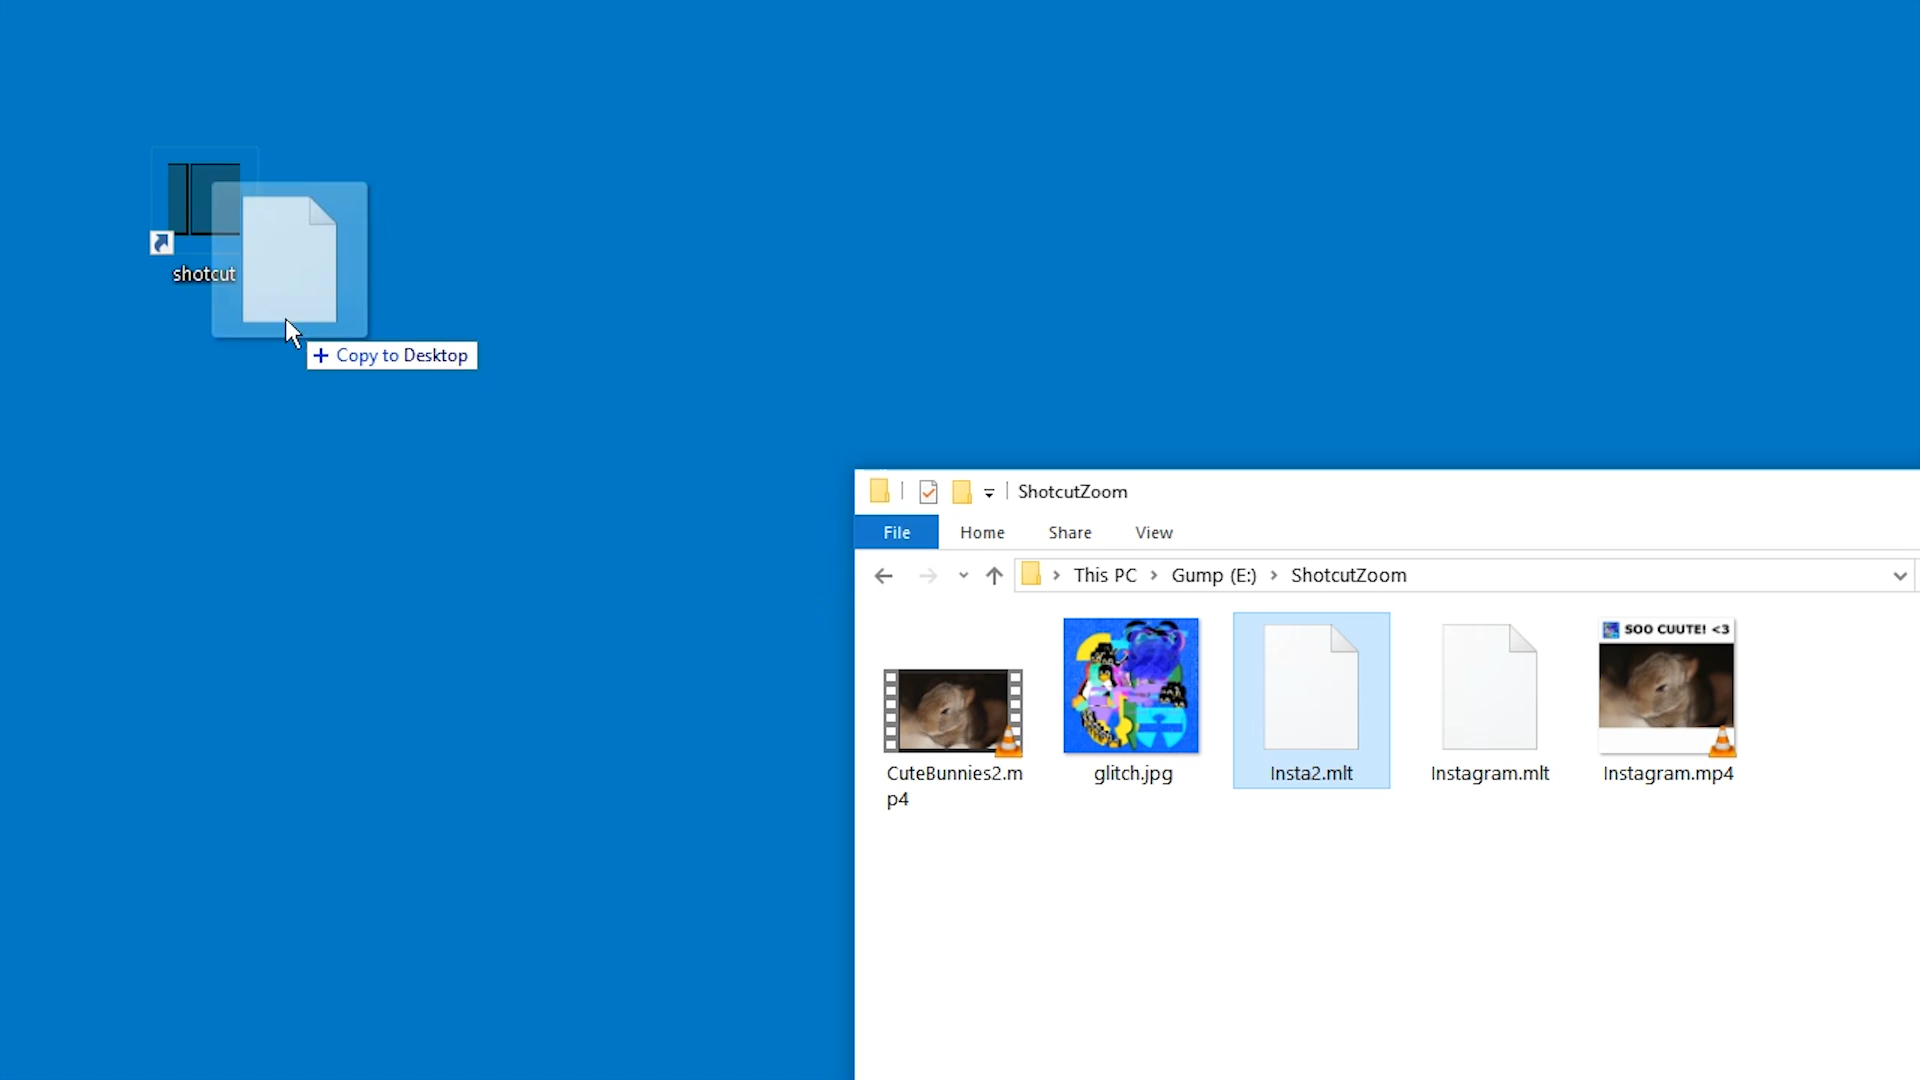 shotcut
+ Copy to Desktop
ShotcutZoom
File Home Share View
This PC > Gump (E:) > ShotcutZoom
SOO CUUTE! <3
CuteBunnies2.m
p4
glitch.jpg
Insta2.mlt
Instagram.mlt
Instagram.mp4